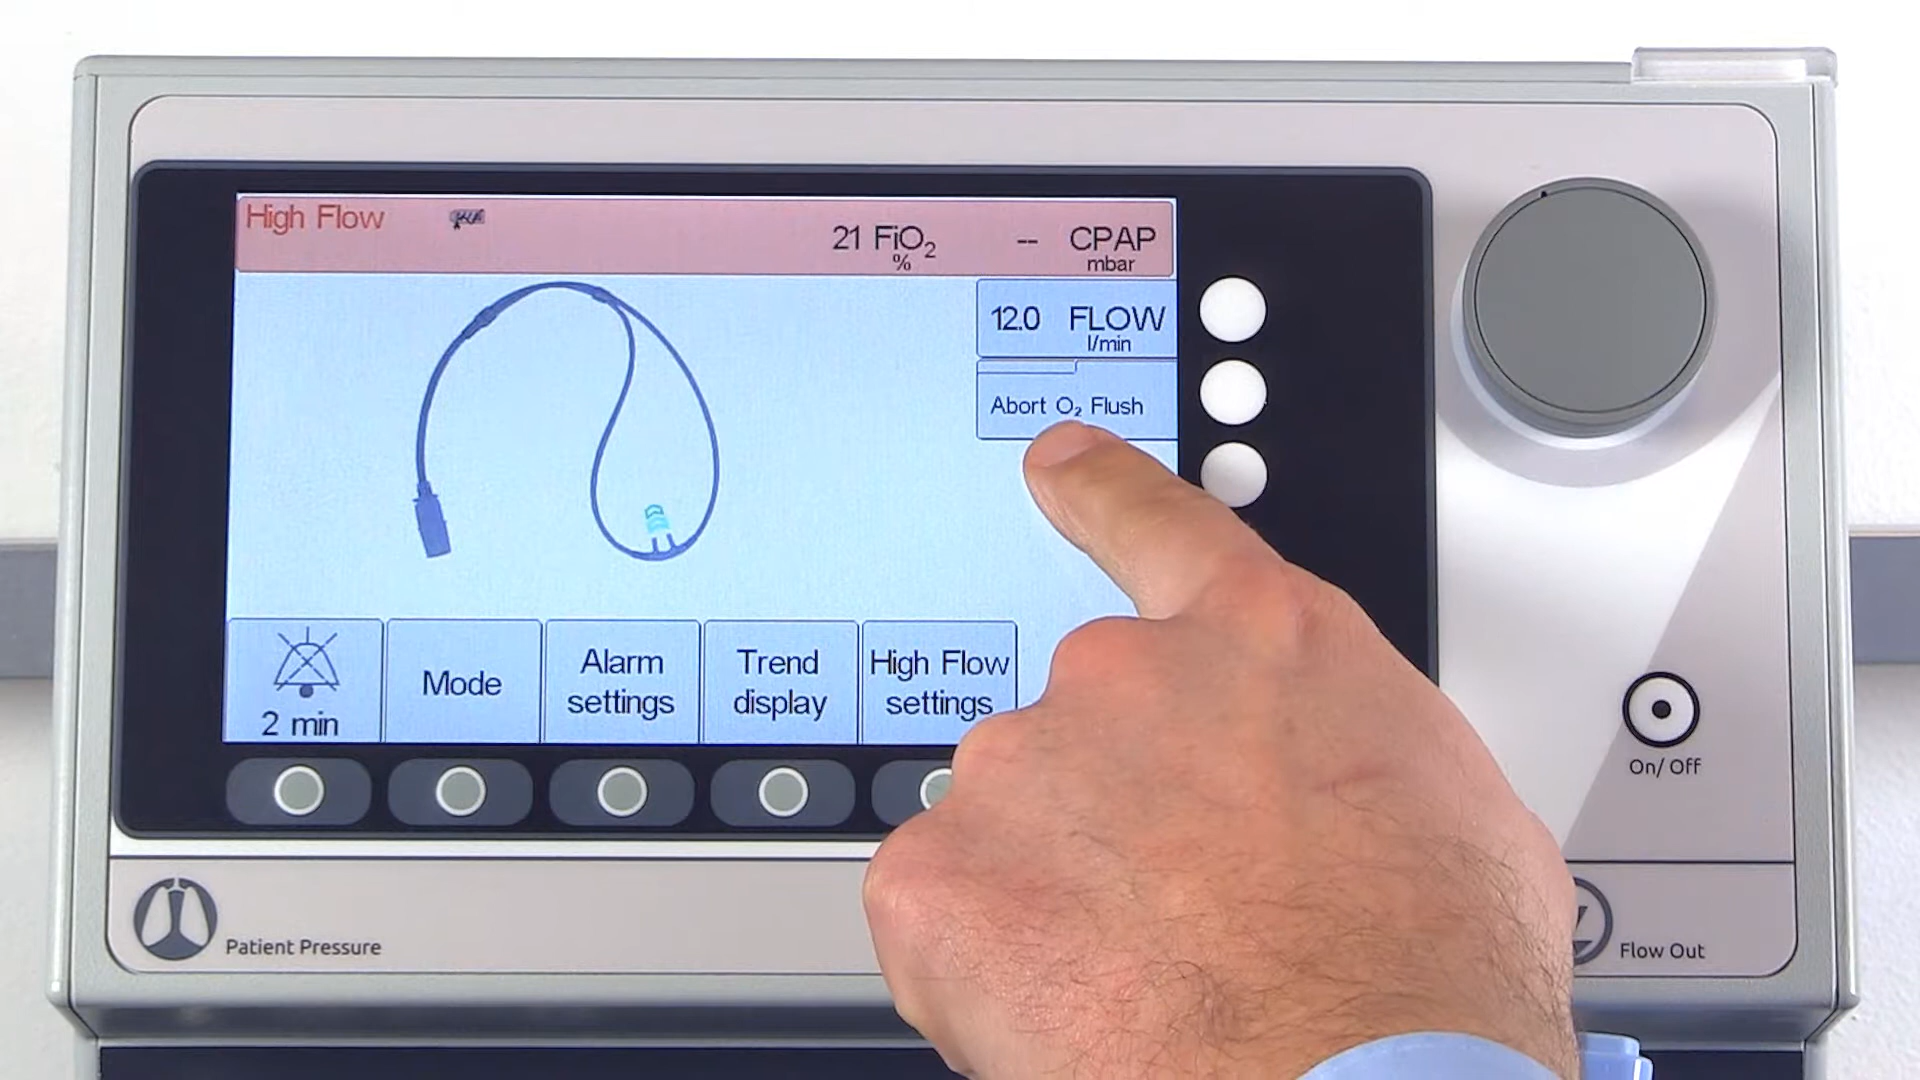 High Flow
21 FiO₂
%
-- CPAP
mbar
12.0 FLOW
l/min
Abort O₂ Flush
2 min
Mode
Alarm
settings
Trend
display
High Flow
settings
On/ Off
Patient Pressure
Flow Out